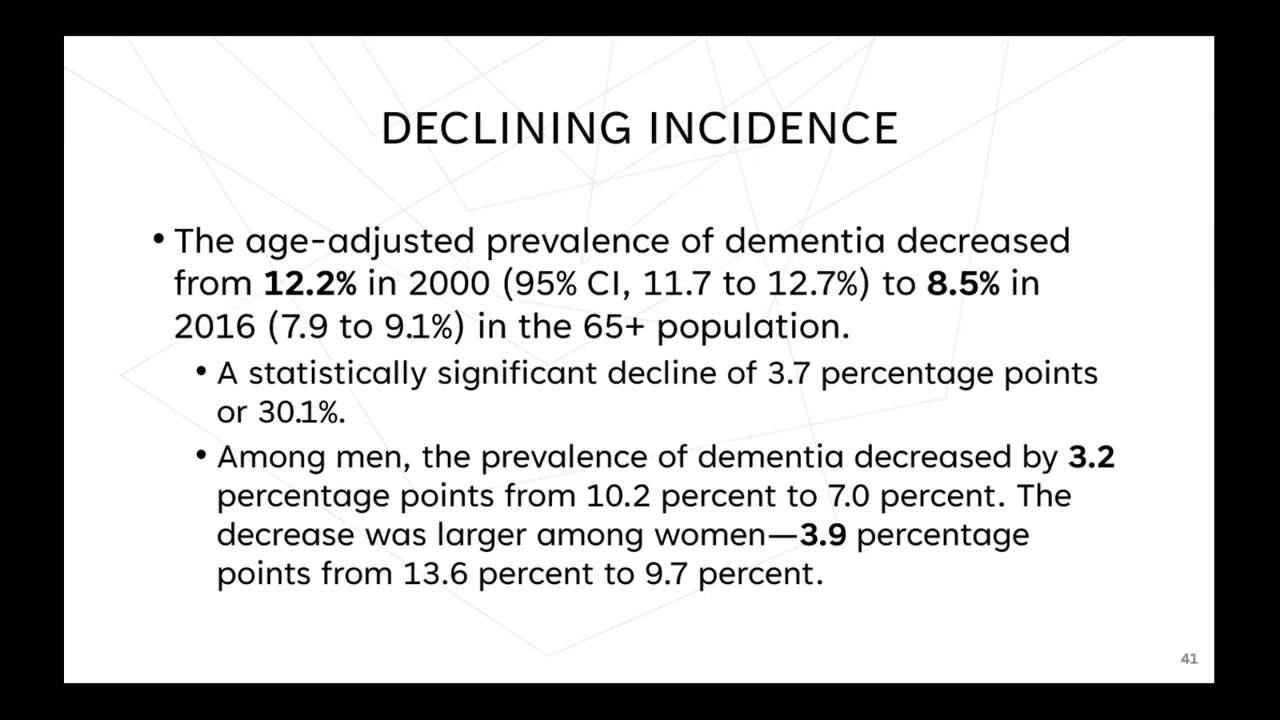 DECLINING INCIDENCE
• The age-adjusted prevalence of dementia decreased
from 12.2% in 2000 (95% CI, 11.7 to 12.7%) to 8.5% in
2016 (7.9 to 9.1%) in the 65+ population.
• A statistically significant decline of 3.7 percentage points
or 30.1%.
• Among men, the prevalence of dementia decreased by 3.2
percentage points from 10.2 percent to 7.0 percent. The
decrease was larger among women—3.9 percentage
points from 13.6 percent to 9.7 percent.
41